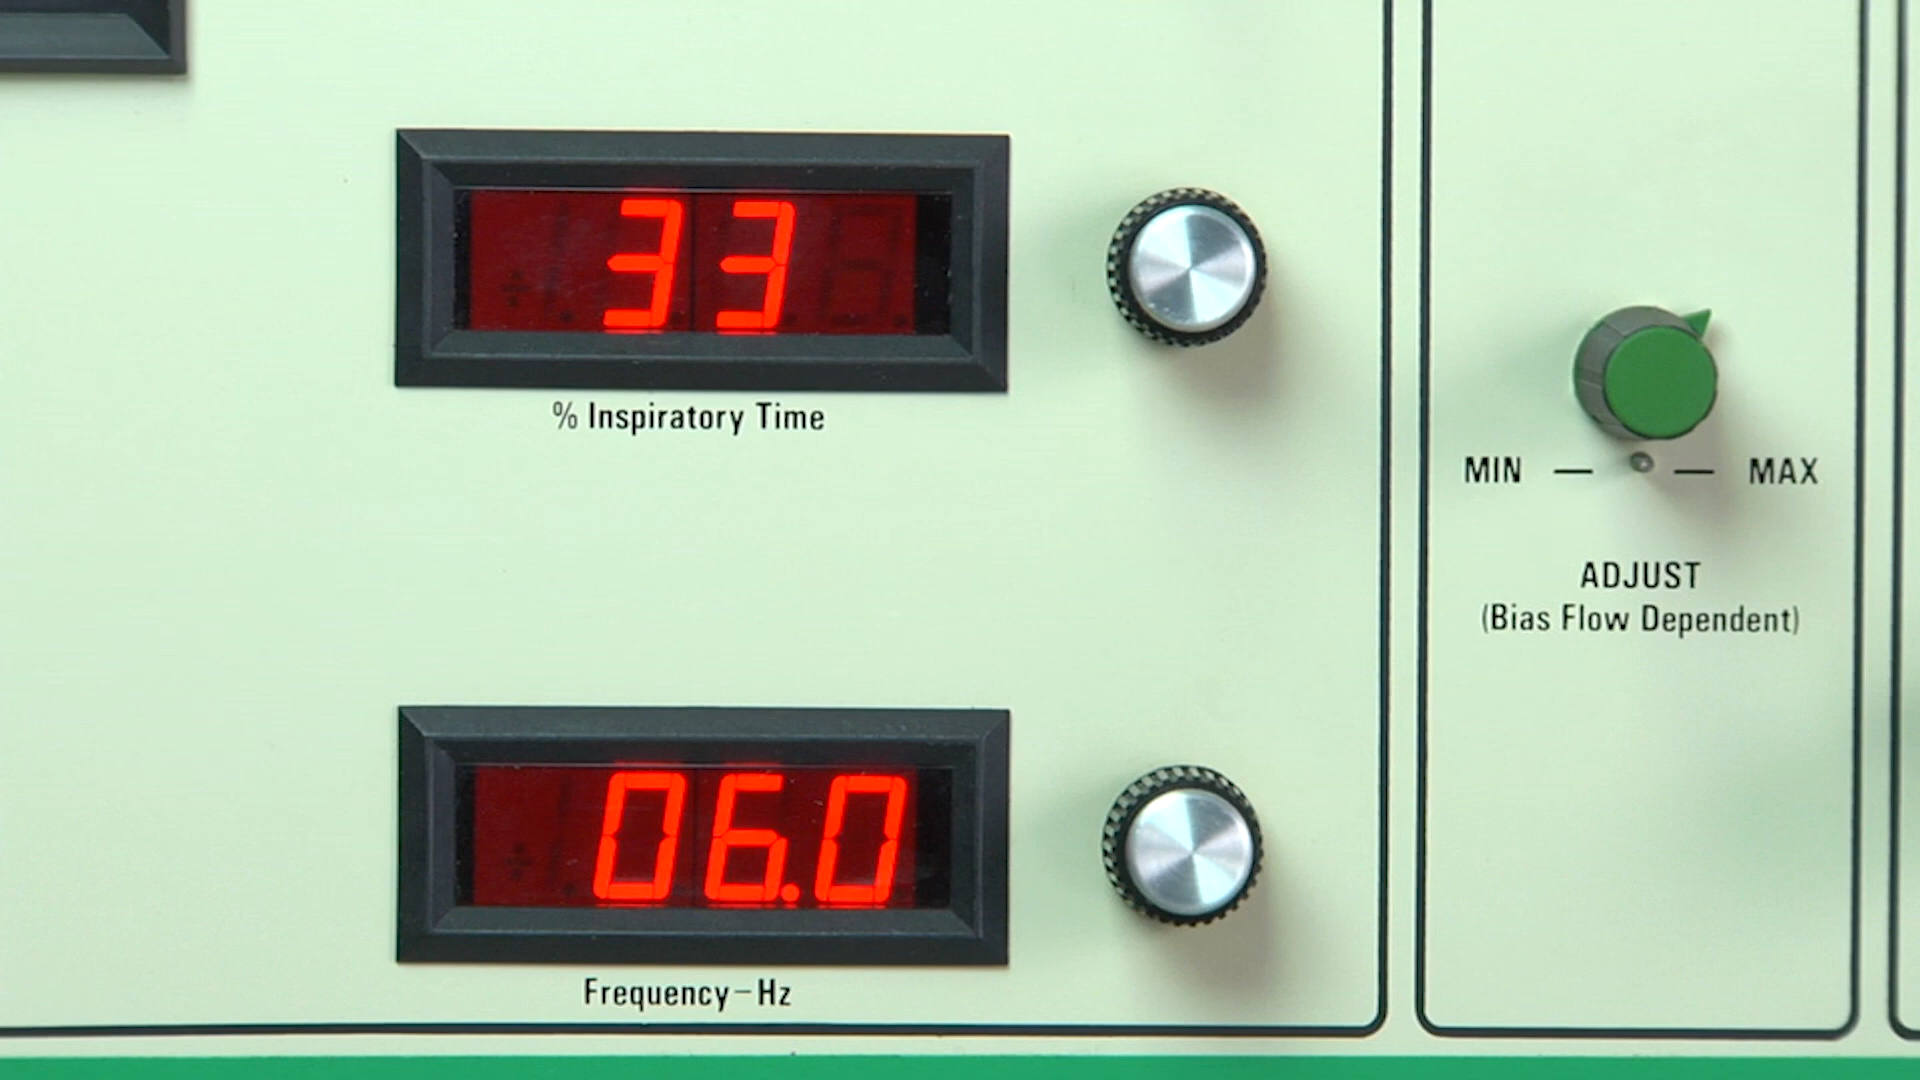 33
% Inspiratory Time
MIN — — MAX
ADJUST
(Bias Flow Dependent)
06.0
Frequency–Hz